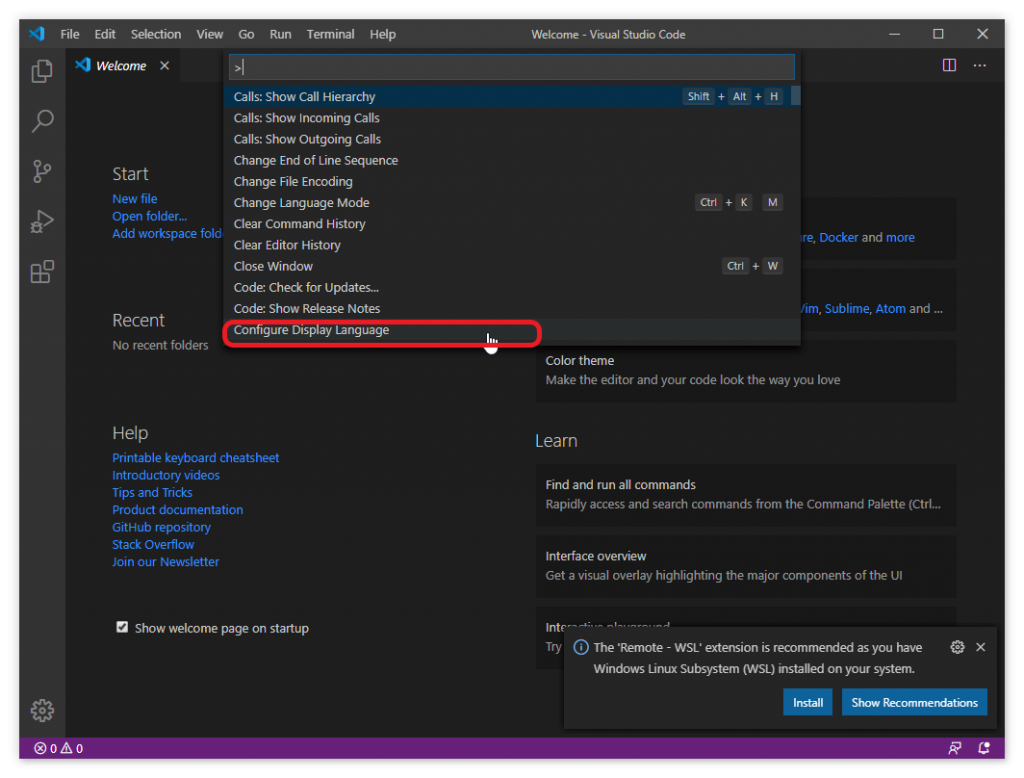 File Edit Selection View Go Run Terminal Help Welcome - Visual Studio Code
Welcome
>
Calls: Show Call Hierarchy Shift + Alt + H
Calls: Show Incoming Calls
Calls: Show Outgoing Calls
Change End of Line Sequence
Change File Encoding
Change Language Mode Ctrl + K M
Clear Command History
Clear Editor History
Close Window Ctrl + W
Code: Check for Updates...
Code: Show Release Notes
Configure Display Language
Start
New file
Open folder...
Add workspace
Recent
No recent folders
Help
Printable keyboard cheatsheet
Introductory videos
Tips and Tricks
Product documentation
GitHub repository
Stack Overflow
Join our Newsletter
Show welcome page on startup
, Docker and more
, Sublime, Atom and ...
Color theme
Make the editor and your code look the way you love
Learn
Find and run all commands
Rapidly access and search commands from the Command Palette (Ctrl...
Interface overview
Get a visual overlay highlighting the major components of the UI
Interactive playground
Try
The 'Remote - WSL' extension is recommended as you have
Windows Linux Subsystem (WSL) installed on your system.
Install Show Recommendations
0 0